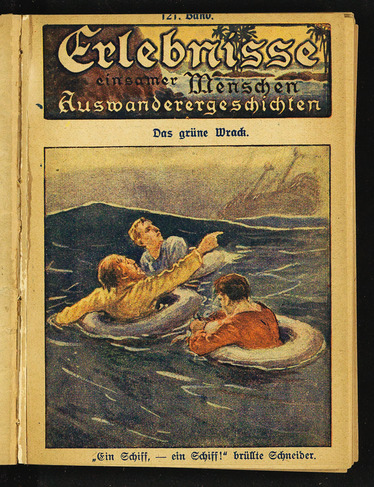 121. Band.
Erlebnisse
einsamer Menschen
Auswanderergeschichten
Das grüne Wrack.
„Ein Schiff, — ein Schiff!“ brüllte Schneider.